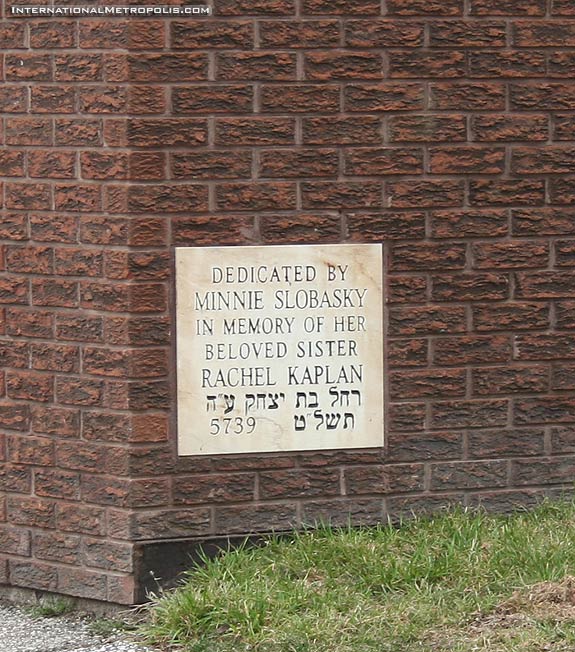 INTERNATIONALMETROPOLIS.COM
DEDICATED BY
MINNIE SLOBASKY
IN MEMORY OF HER
BELOVED SISTER
RACHEL KAPLAN
רחל בת יצחק ע״ה
5739 תשל״ט